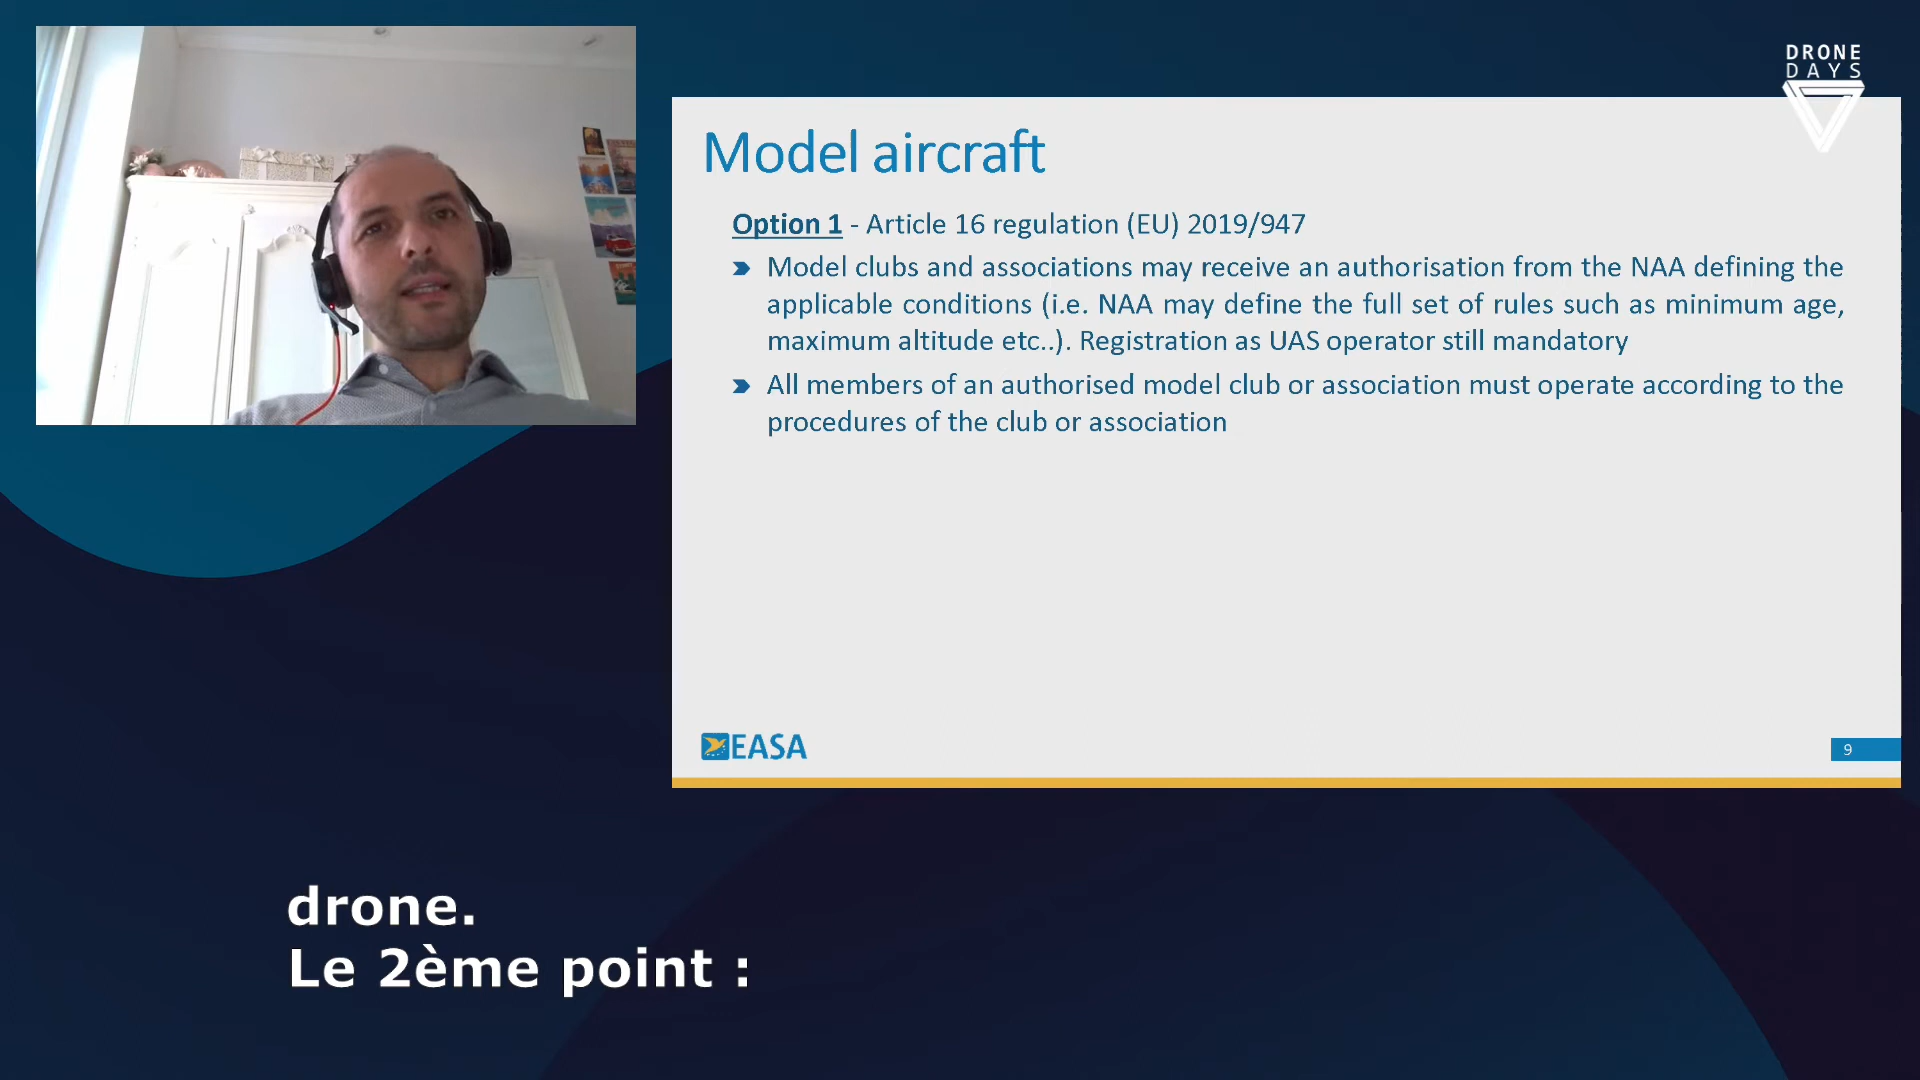 DRONE
DAYS
Model aircraft
Option 1 - Article 16 regulation (EU) 2019/947
Model clubs and associations may receive an authorisation from the NAA defining the
applicable conditions (i.e. NAA may define the full set of rules such as minimum age,
maximum altitude etc..). Registration as UAS operator still mandatory
All members of an authorised model club or association must operate according to the
procedures of the club or association
EASA
9
drone.
Le 2ème point :